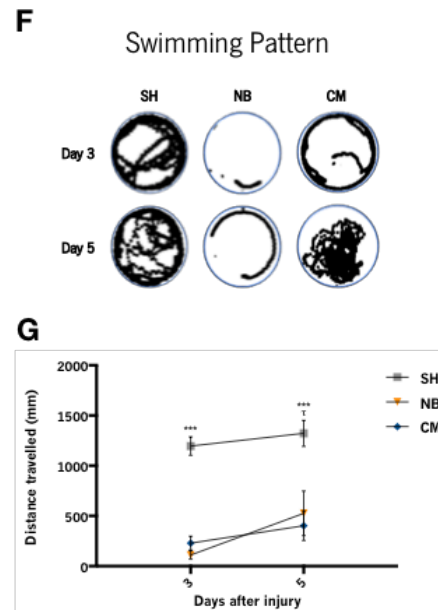 F
Swimming Pattern
SH NB CM
Day 3
Day 5
G
2000
SH
NB
CM
***
***
1500
1000
500
0
Distance travelled (mm)
3 5
Days after injury